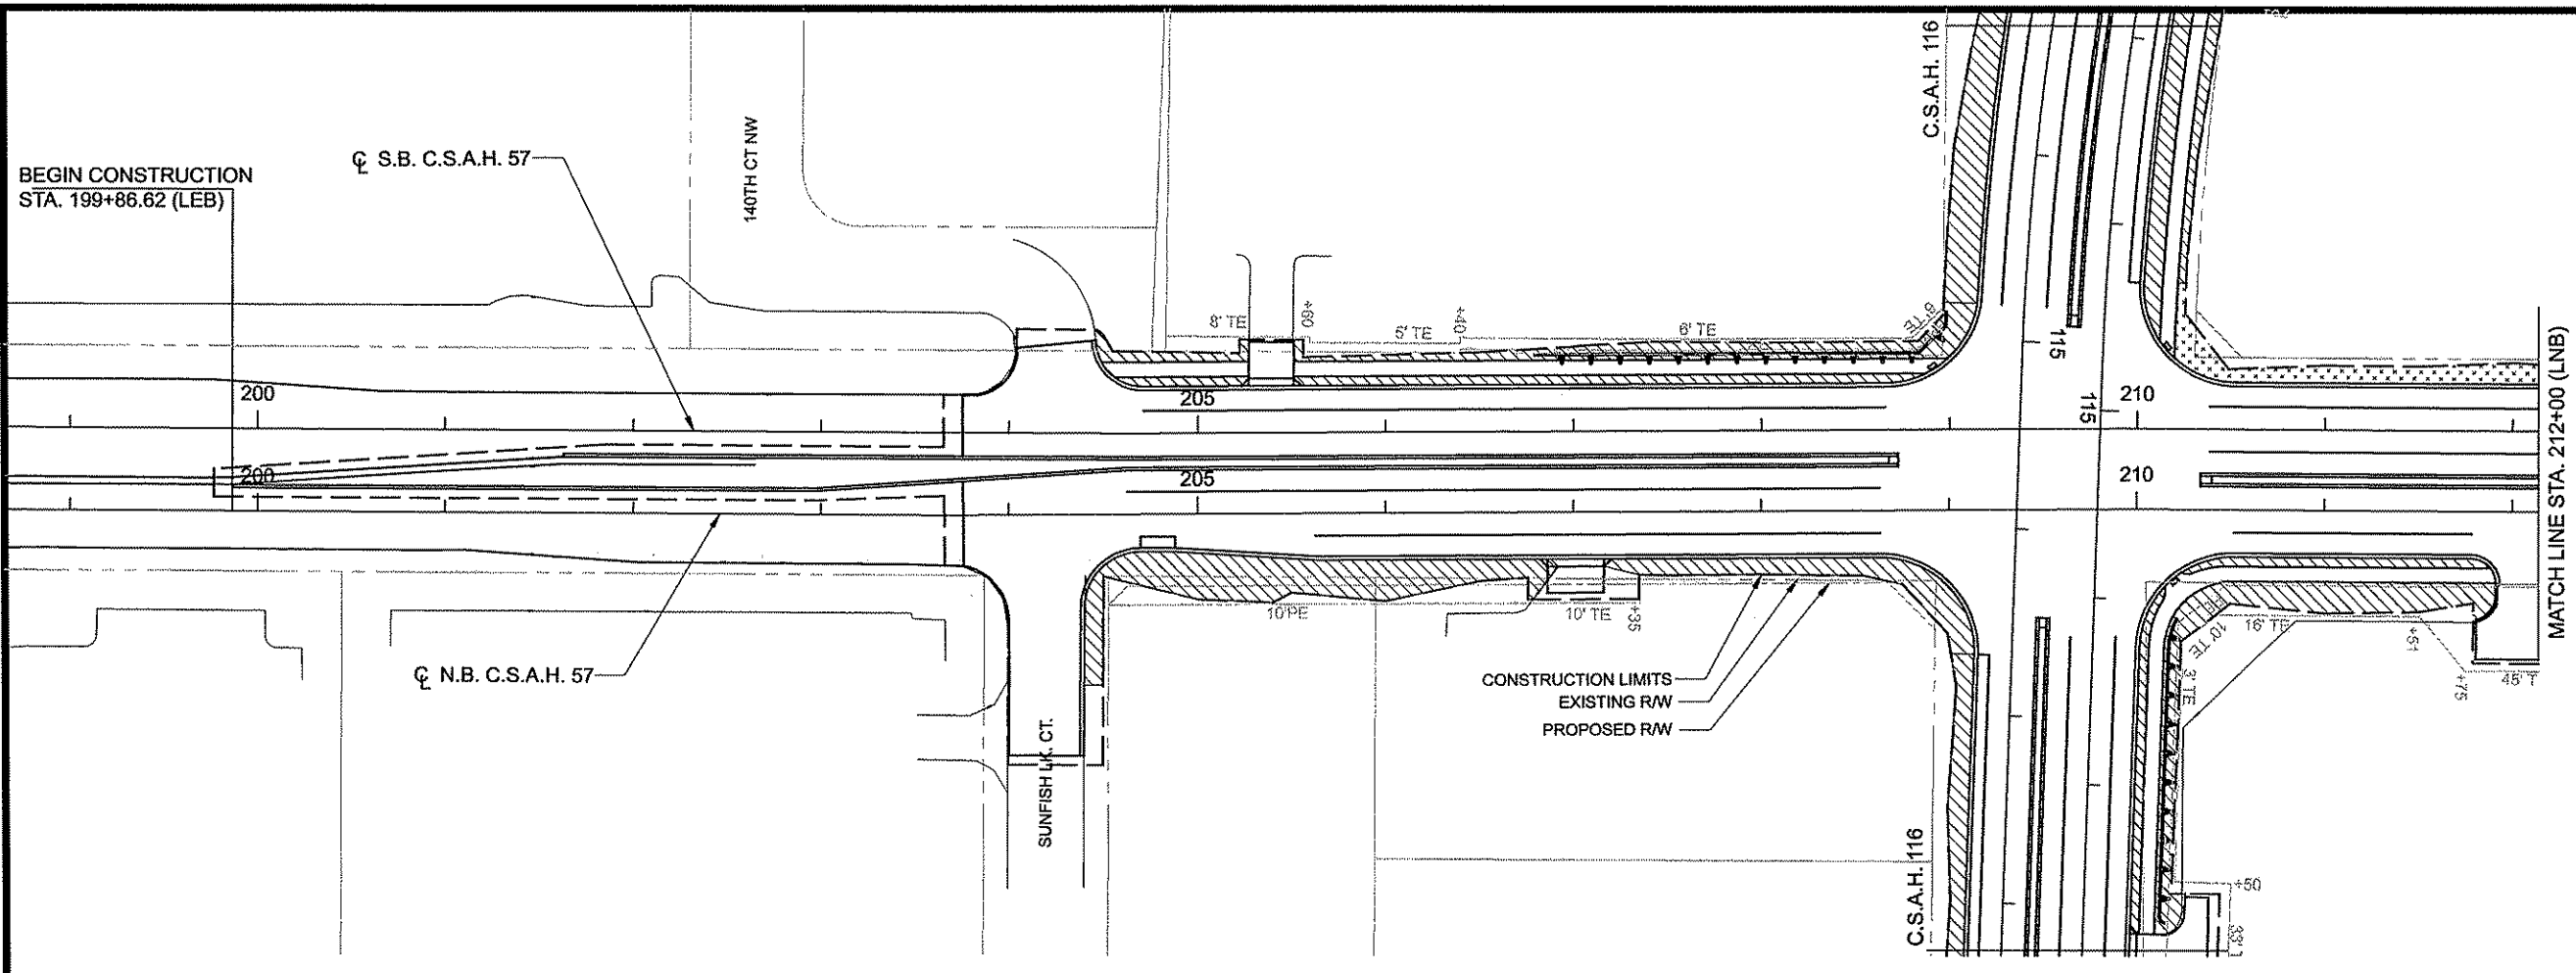 C.S.A.H. 116
BEGIN CONSTRUCTION
STA. 199+86.62 (LEB)
℄ S.B. C.S.A.H. 57
140TH CT NW
8' TE
+60
5' TE
+40
6' TE
115
MATCH LINE STA. 212+00 (LNB)
200
205
115
210
200
205
210
10'PE
10' TE
+35
10' TE
16' TE
+51
3' TE
+75
45' T
℄ N.B. C.S.A.H. 57
CONSTRUCTION LIMITS
EXISTING R/W
PROPOSED R/W
SUNFISH LK. CT.
C.S.A.H. 116
+50
33'